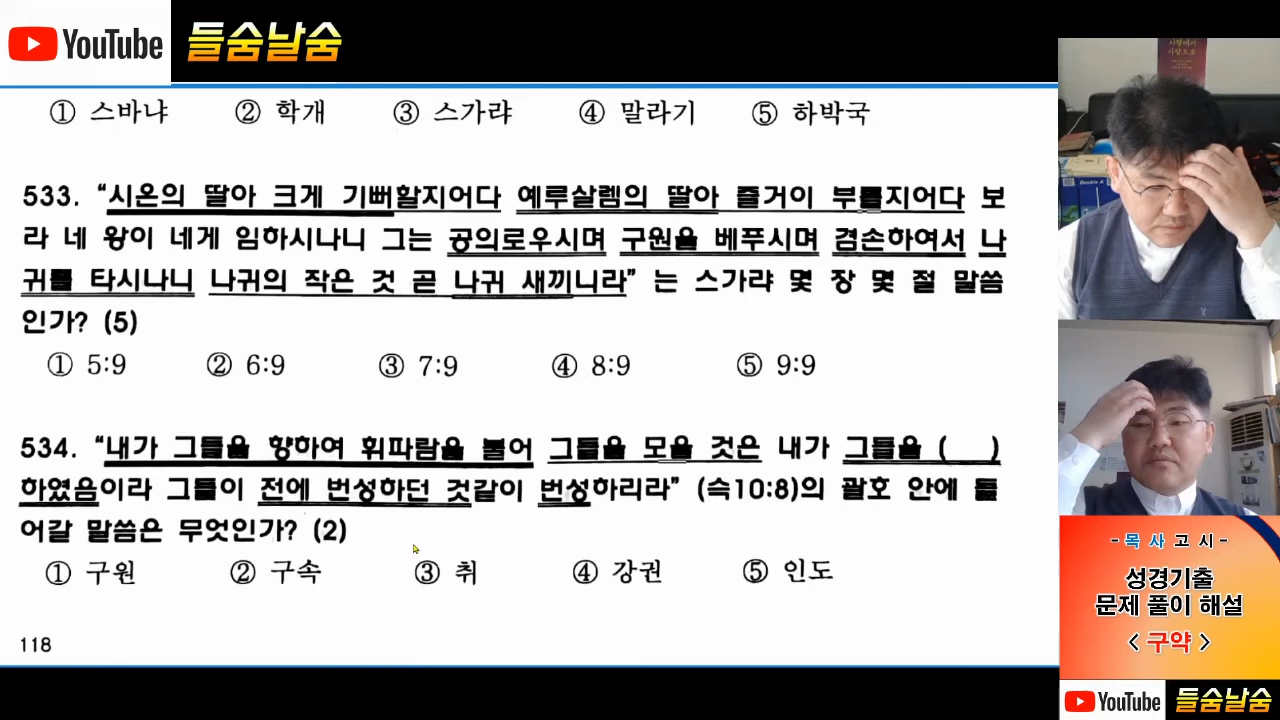 YouTube 들숨날숨
① 스바냐 ② 학개 ③ 스가랴 ④ 말라기 ⑤ 하박국
533. “시온의 딸아 크게 기뻐할지어다 예루살렘의 딸아 즐거이 부를지어다 보
라 네 왕이 네게 임하시나니 그는 공의로우시며 구원을 베푸시며 겸손하여서 나
귀를 타시나니 나귀의 작은 것 곧 나귀 새끼니라” 는 스가랴 몇 장 몇 절 말씀
인가? (5)
① 5:9 ② 6:9 ③ 7:9 ④ 8:9 ⑤ 9:9
534. “내가 그들을 향하여 휘파람을 불어 그들을 모을 것은 내가 그들을 ( )
하였음이라 그들이 전에 번성하던 것같이 번성하리라” (슥10:8)의 괄호 안에 들
어갈 말씀은 무엇인가? (2)
① 구원 ② 구속 ③ 취 ④ 강권 ⑤ 인도
118
사랑에서
사랑으로
- 목 사 고 시 -
성경기출
문제 풀이 해설
< 구약 >
YouTube 들숨날숨